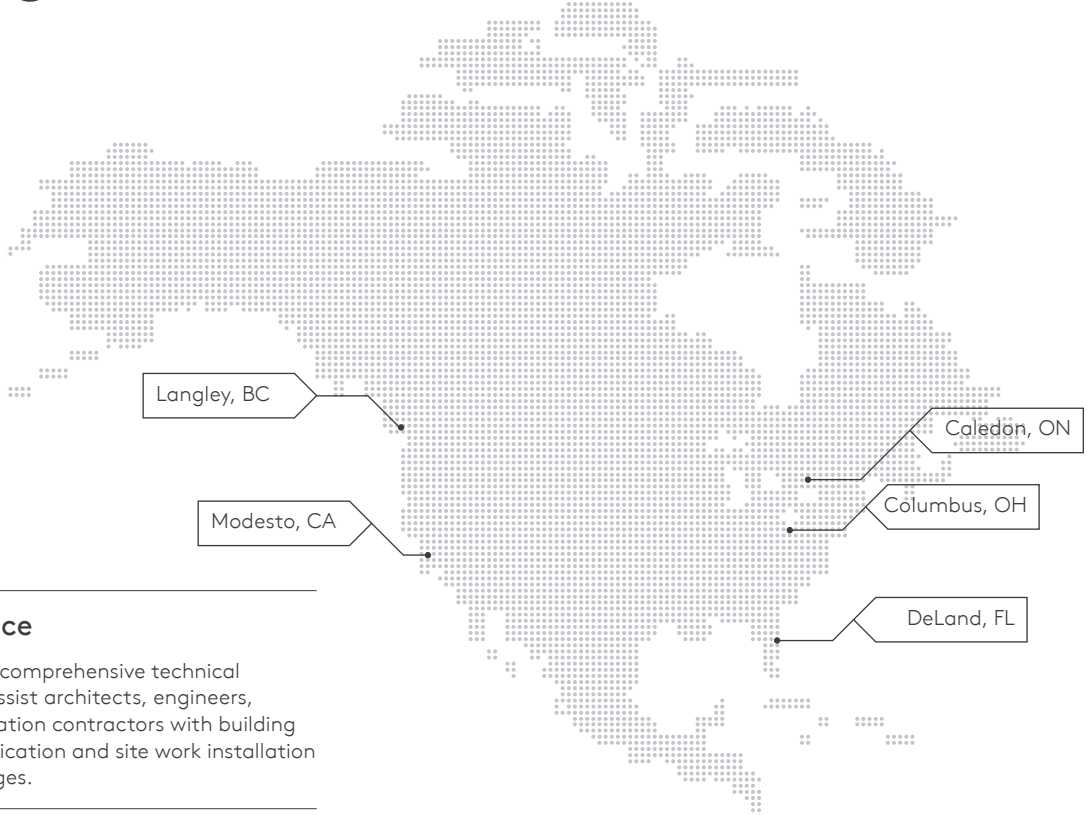 Langley, BC
Caledon, ON
Columbus, OH
Modesto, CA
DeLand, FL
ce
comprehensive technical
ssist architects, engineers,
ation contractors with building
ication and site work installation
ges.